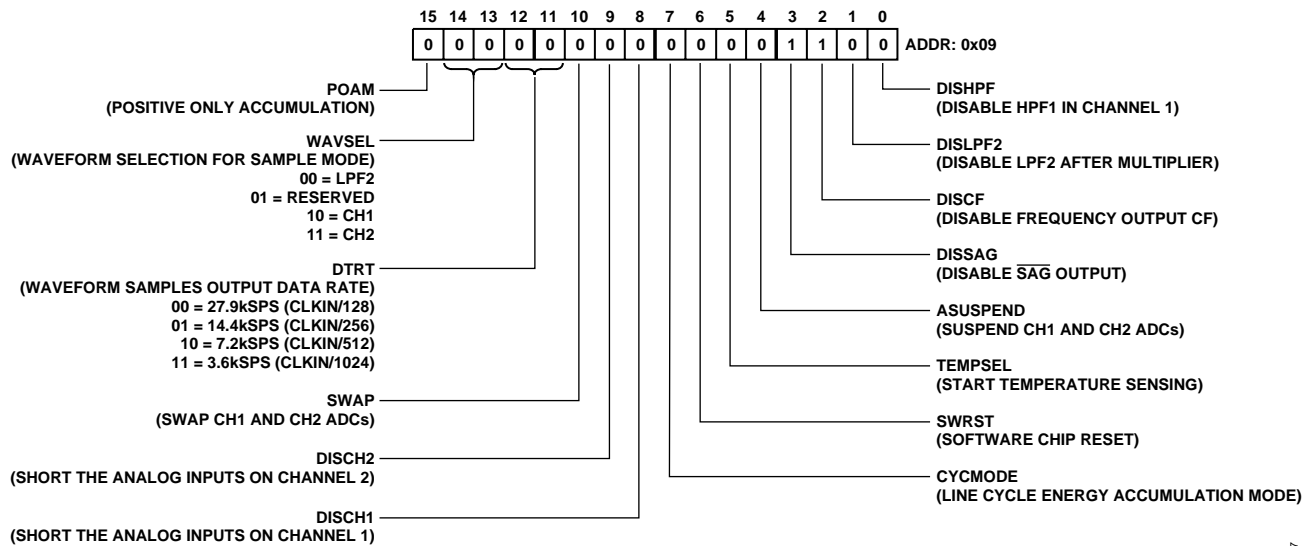 15 14 13 12 11 10 9 8 7 6 5 4 3 2 1 0
0 0 0 0 0 0 0 0 0 0 0 0 1 1 0 0 ADDR: 0x09
POAM
(POSITIVE ONLY ACCUMULATION)
WAVSEL
(WAVEFORM SELECTION FOR SAMPLE MODE)
00 = LPF2
01 = RESERVED
10 = CH1
11 = CH2
DTRT
(WAVEFORM SAMPLES OUTPUT DATA RATE)
00 = 27.9kSPS (CLKIN/128)
01 = 14.4kSPS (CLKIN/256)
10 = 7.2kSPS (CLKIN/512)
11 = 3.6kSPS (CLKIN/1024)
SWAP
(SWAP CH1 AND CH2 ADCs)
DISCH2
(SHORT THE ANALOG INPUTS ON CHANNEL 2)
DISCH1
(SHORT THE ANALOG INPUTS ON CHANNEL 1)
DISHPF
(DISABLE HPF1 IN CHANNEL 1)
DISLPF2
(DISABLE LPF2 AFTER MULTIPLIER)
DISCF
(DISABLE FREQUENCY OUTPUT CF)
DISSAG
(DISABLE S̅A̅G̅ OUTPUT)
ASUSPEND
(SUSPEND CH1 AND CH2 ADCs)
TEMPSEL
(START TEMPERATURE SENSING)
SWRST
(SOFTWARE CHIP RESET)
CYCMODE
(LINE CYCLE ENERGY ACCUMULATION MODE)